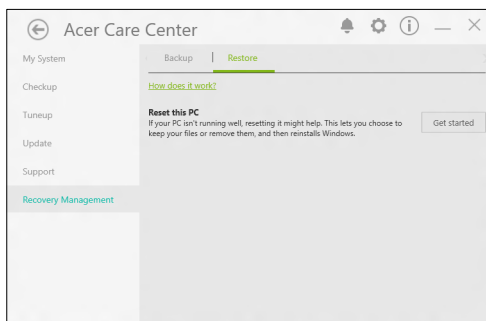 Acer Care Center
My System
Checkup
Tuneup
Update
Support
Recovery Management
Backup
Restore
How does it work?
Reset this PC
If your PC isn't running well, resetting it might help. This lets you choose to
keep your files or remove them, and then reinstalls Windows.
Get started